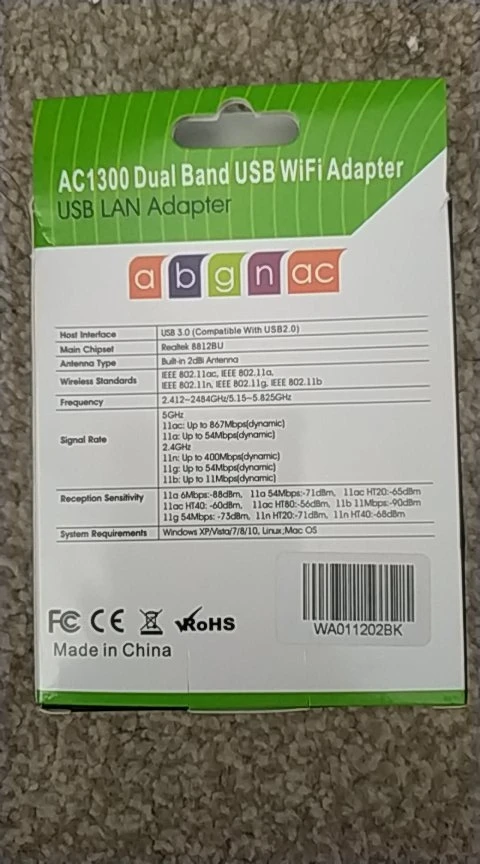 AC1300 Dual Band USB WiFi Adapter
USB LAN Adapter
a b g n ac
Host Interface USB 3.0 (Compatible With USB2.0)
Main Chipset Realtek 8812BU
Antenna Type Built-in 2dBi Antenna
Wireless Standards IEEE 802.11ac, IEEE 802.11a,
IEEE 802.11n, IEEE 802.11g, IEEE 802.11b
Frequency 2.412~2484GHz/5.15~5.825GHz
Signal Rate
5GHz
11ac: Up to 867Mbps(dynamic)
11a: Up to 54Mbps(dynamic)
2.4GHz
11n: Up to 400Mbps(dynamic)
11g: Up to 54Mbps(dynamic)
11b: Up to 11Mbps(dynamic)
Reception Sensitivity 11a 6Mbps:-88dBm, 11a 54Mbps:-71dBm, 11ac HT20:-65dBm
11ac HT40: -60dBm, 11ac HT80:-56dBm, 11b 11Mbps:-90dBm
11g 54Mbps: -73dBm, 11n HT20:-71dBm, 11n HT40:-68dBm
System Requirements Windows XP/Vista/7/8/10, Linux,Mac OS
FC CE RoHS
WA011202BK
Made in China